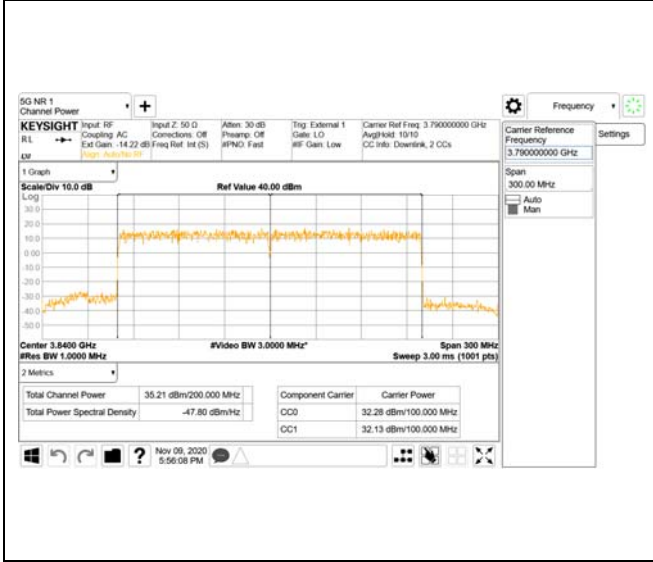 5G NR 1
Channel Power
Frequency
KEYSIGHT
Input: RF
Input Z: 50 Ω
Atten: 30 dB
Trig: External 1
Carrier Ref Freq: 3.790000000 GHz
RL
Coupling: AC
Corrections: Off
Preamp: Off
Gate: LO
Avg|Hold: 10/10
Ext Gain: -14.22 dB
Freq Ref: Int (S)
#PNO: Fast
#IF Gain: Low
CC Info: Downlink, 2 CCs
Align: Auto/No RF
Carrier Reference
Frequency
3.790000000 GHz
Settings
Span
300.00 MHz
Auto
Man
1 Graph
Scale/Div 10.0 dB
Ref Value 40.00 dBm
Log
30.0
20.0
10.0
0.00
-10.0
-20.0
-30.0
-40.0
-50.0
Center 3.8400 GHz
#Video BW 3.0000 MHz*
Span 300 MHz
#Res BW 1.0000 MHz
Sweep 3.00 ms (1001 pts)
2 Metrics
Total Channel Power
35.21 dBm/200.000 MHz
Total Power Spectral Density
-47.80 dBm/Hz
Component Carrier
Carrier Power
CC0
32.28 dBm/100.000 MHz
CC1
32.13 dBm/100.000 MHz
?
Nov 09, 2020
5:56:08 PM